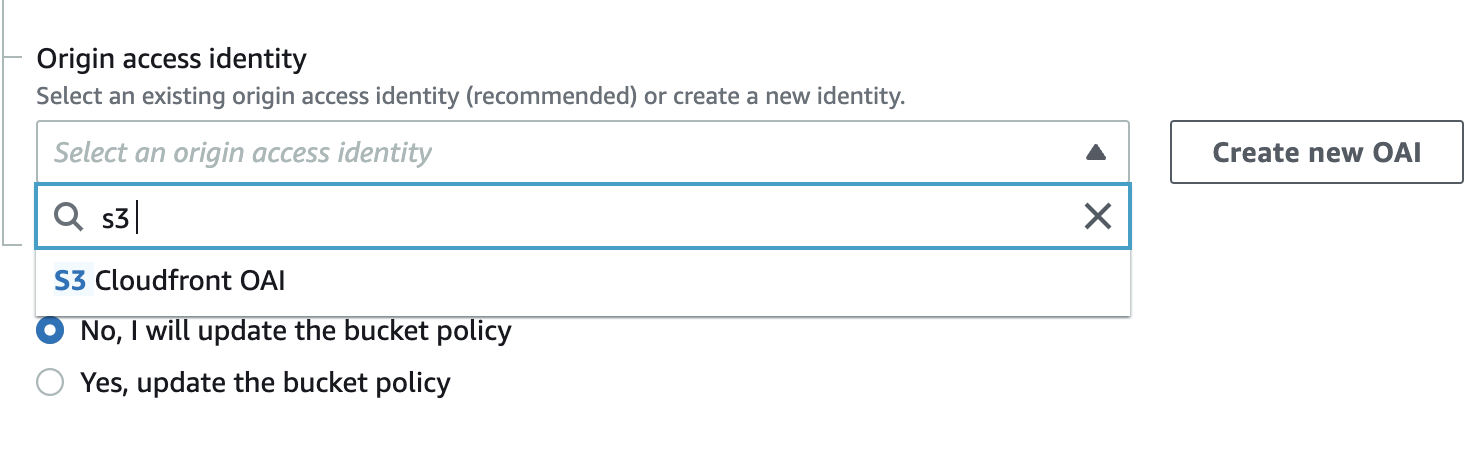 Origin access identity
Select an existing origin access identity (recommended) or create a new identity.
Select an origin access identity
Create new OAI
s3
S3 Cloudfront OAI
No, I will update the bucket policy
Yes, update the bucket policy